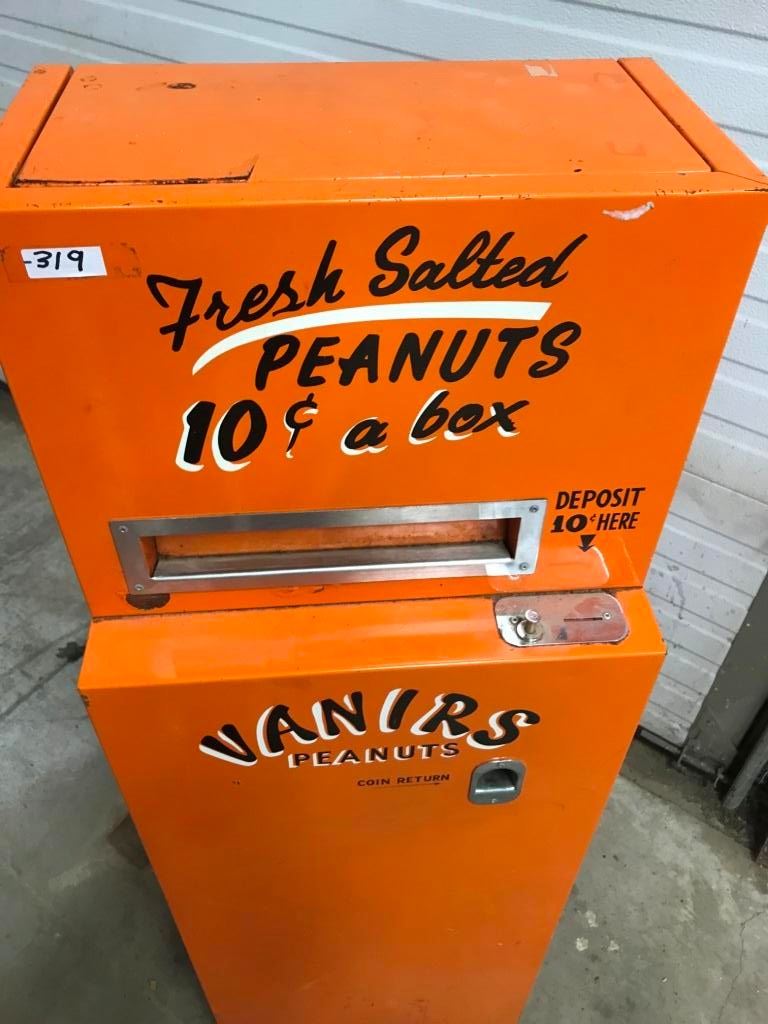 -319
Fresh Salted
PEANUTS
10¢ a box
DEPOSIT
10¢ HERE
VANIRS
PEANUTS
COIN RETURN